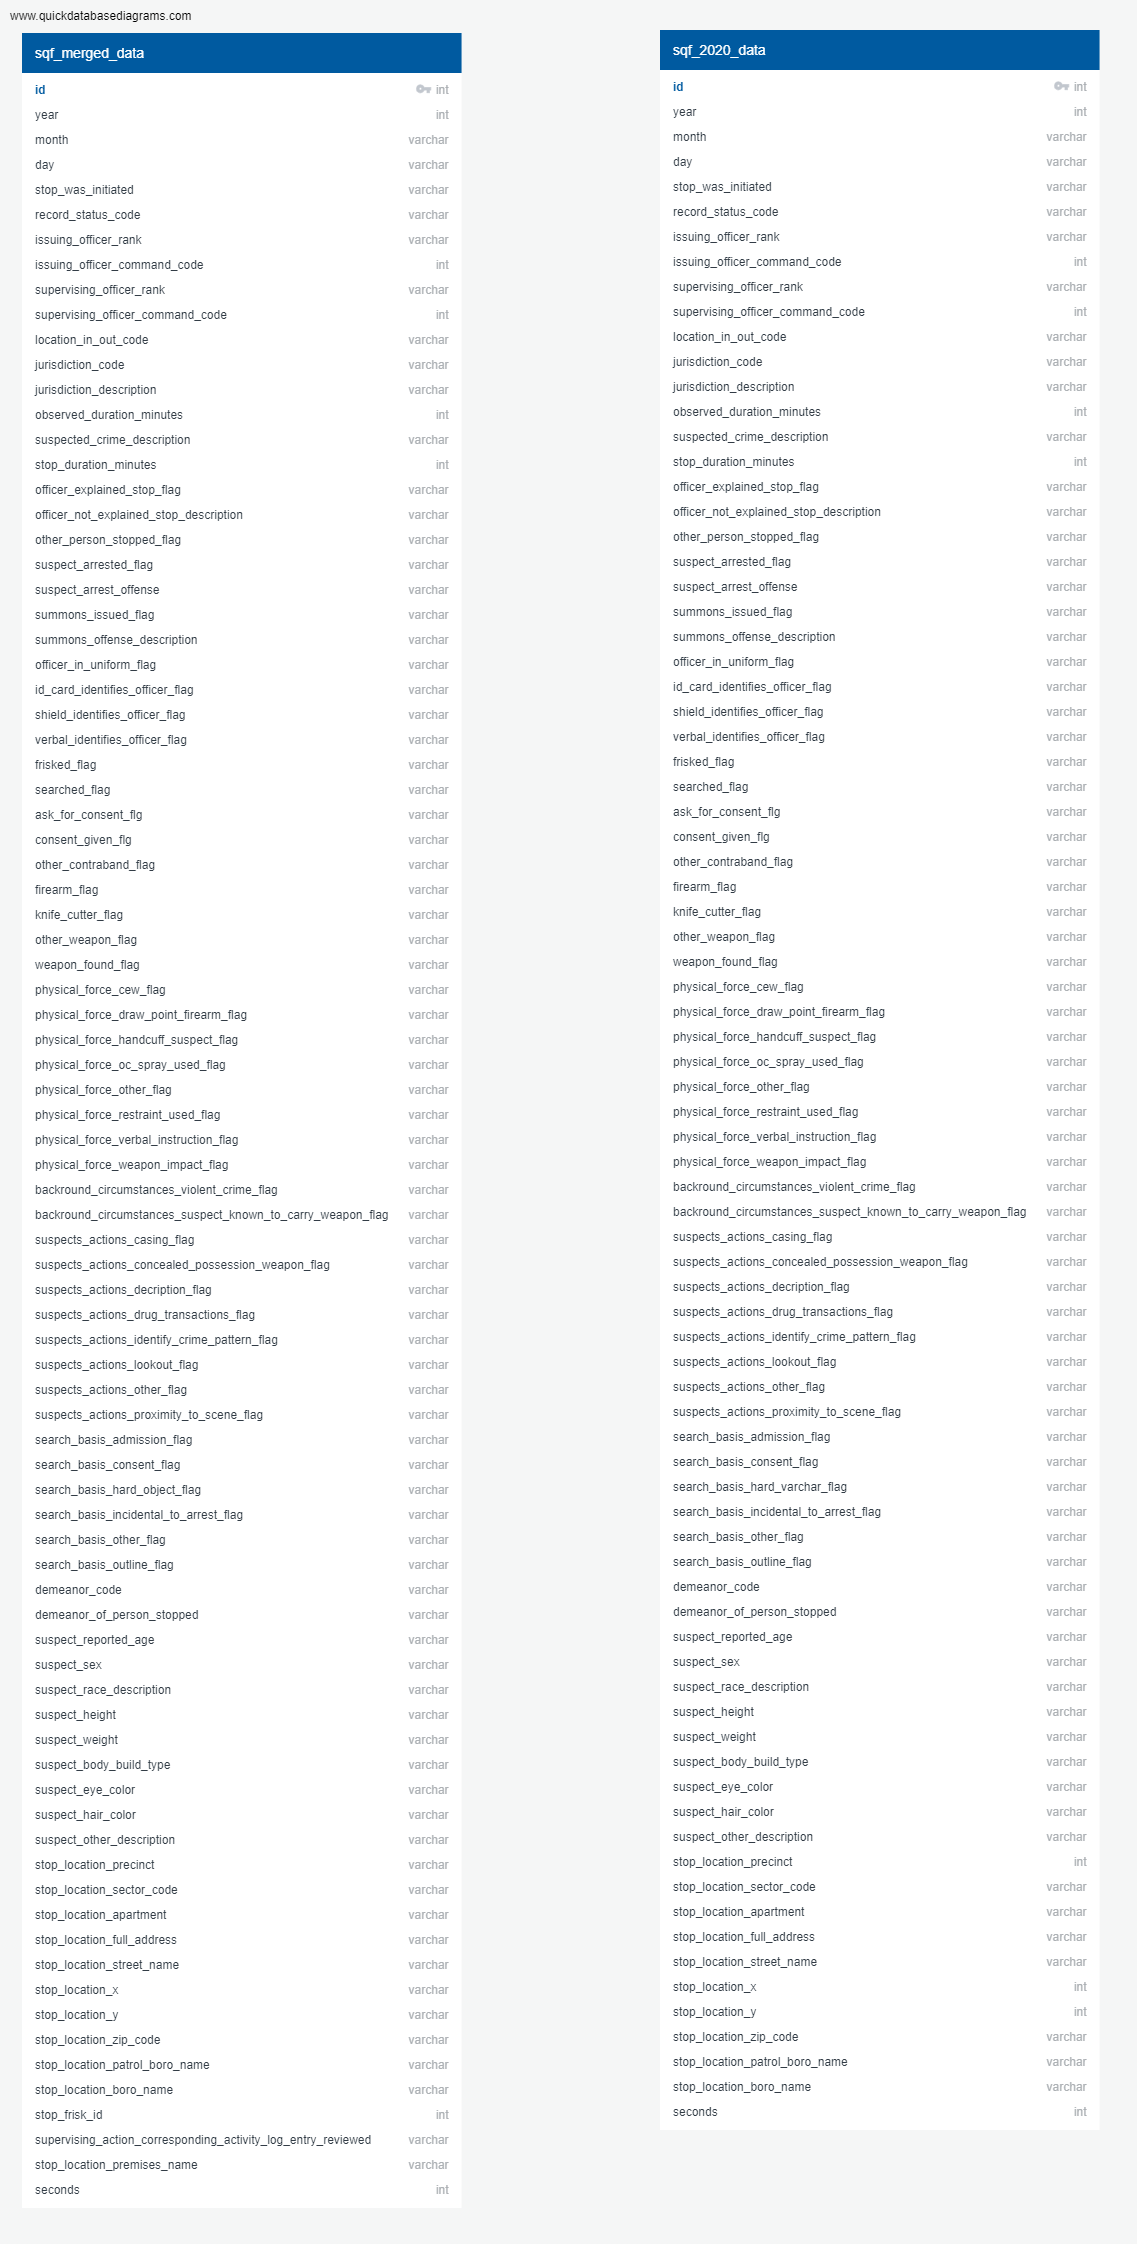 www.quickdatabasediagrams.com
sqf_merged_data
id int
year int
month varchar
day varchar
stop_was_initiated varchar
record_status_code varchar
issuing_officer_rank varchar
issuing_officer_command_code int
supervising_officer_rank varchar
supervising_officer_command_code int
location_in_out_code varchar
jurisdiction_code varchar
jurisdiction_description varchar
observed_duration_minutes int
suspected_crime_description varchar
stop_duration_minutes int
officer_explained_stop_flag varchar
officer_not_explained_stop_description varchar
other_person_stopped_flag varchar
suspect_arrested_flag varchar
suspect_arrest_offense varchar
summons_issued_flag varchar
summons_offense_description varchar
officer_in_uniform_flag varchar
id_card_identifies_officer_flag varchar
shield_identifies_officer_flag varchar
verbal_identifies_officer_flag varchar
frisked_flag varchar
searched_flag varchar
ask_for_consent_flg varchar
consent_given_flg varchar
other_contraband_flag varchar
firearm_flag varchar
knife_cutter_flag varchar
other_weapon_flag varchar
weapon_found_flag varchar
physical_force_cew_flag varchar
physical_force_draw_point_firearm_flag varchar
physical_force_handcuff_suspect_flag varchar
physical_force_oc_spray_used_flag varchar
physical_force_other_flag varchar
physical_force_restraint_used_flag varchar
physical_force_verbal_instruction_flag varchar
physical_force_weapon_impact_flag varchar
backround_circumstances_violent_crime_flag varchar
backround_circumstances_suspect_known_to_carry_weapon_flag varchar
suspects_actions_casing_flag varchar
suspects_actions_concealed_possession_weapon_flag varchar
suspects_actions_decription_flag varchar
suspects_actions_drug_transactions_flag varchar
suspects_actions_identify_crime_pattern_flag varchar
suspects_actions_lookout_flag varchar
suspects_actions_other_flag varchar
suspects_actions_proximity_to_scene_flag varchar
search_basis_admission_flag varchar
search_basis_consent_flag varchar
search_basis_hard_object_flag varchar
search_basis_incidental_to_arrest_flag varchar
search_basis_other_flag varchar
search_basis_outline_flag varchar
demeanor_code varchar
demeanor_of_person_stopped varchar
suspect_reported_age varchar
suspect_sex varchar
suspect_race_description varchar
suspect_height varchar
suspect_weight varchar
suspect_body_build_type varchar
suspect_eye_color varchar
suspect_hair_color varchar
suspect_other_description varchar
stop_location_precinct varchar
stop_location_sector_code varchar
stop_location_apartment varchar
stop_location_full_address varchar
stop_location_street_name varchar
stop_location_x varchar
stop_location_y varchar
stop_location_zip_code varchar
stop_location_patrol_boro_name varchar
stop_location_boro_name varchar
stop_frisk_id int
supervising_action_corresponding_activity_log_entry_reviewed varchar
stop_location_premises_name varchar
seconds int
sqf_2020_data
id int
year int
month varchar
day varchar
stop_was_initiated varchar
record_status_code varchar
issuing_officer_rank varchar
issuing_officer_command_code int
supervising_officer_rank varchar
supervising_officer_command_code int
location_in_out_code varchar
jurisdiction_code varchar
jurisdiction_description varchar
observed_duration_minutes int
suspected_crime_description varchar
stop_duration_minutes int
officer_explained_stop_flag varchar
officer_not_explained_stop_description varchar
other_person_stopped_flag varchar
suspect_arrested_flag varchar
suspect_arrest_offense varchar
summons_issued_flag varchar
summons_offense_description varchar
officer_in_uniform_flag varchar
id_card_identifies_officer_flag varchar
shield_identifies_officer_flag varchar
verbal_identifies_officer_flag varchar
frisked_flag varchar
searched_flag varchar
ask_for_consent_flg varchar
consent_given_flg varchar
other_contraband_flag varchar
firearm_flag varchar
knife_cutter_flag varchar
other_weapon_flag varchar
weapon_found_flag varchar
physical_force_cew_flag varchar
physical_force_draw_point_firearm_flag varchar
physical_force_handcuff_suspect_flag varchar
physical_force_oc_spray_used_flag varchar
physical_force_other_flag varchar
physical_force_restraint_used_flag varchar
physical_force_verbal_instruction_flag varchar
physical_force_weapon_impact_flag varchar
backround_circumstances_violent_crime_flag varchar
backround_circumstances_suspect_known_to_carry_weapon_flag varchar
suspects_actions_casing_flag varchar
suspects_actions_concealed_possession_weapon_flag varchar
suspects_actions_decription_flag varchar
suspects_actions_drug_transactions_flag varchar
suspects_actions_identify_crime_pattern_flag varchar
suspects_actions_lookout_flag varchar
suspects_actions_other_flag varchar
suspects_actions_proximity_to_scene_flag varchar
search_basis_admission_flag varchar
search_basis_consent_flag varchar
search_basis_hard_varchar_flag varchar
search_basis_incidental_to_arrest_flag varchar
search_basis_other_flag varchar
search_basis_outline_flag varchar
demeanor_code varchar
demeanor_of_person_stopped varchar
suspect_reported_age varchar
suspect_sex varchar
suspect_race_description varchar
suspect_height varchar
suspect_weight varchar
suspect_body_build_type varchar
suspect_eye_color varchar
suspect_hair_color varchar
suspect_other_description varchar
stop_location_precinct int
stop_location_sector_code varchar
stop_location_apartment varchar
stop_location_full_address varchar
stop_location_street_name varchar
stop_location_x int
stop_location_y int
stop_location_zip_code varchar
stop_location_patrol_boro_name varchar
stop_location_boro_name varchar
seconds int